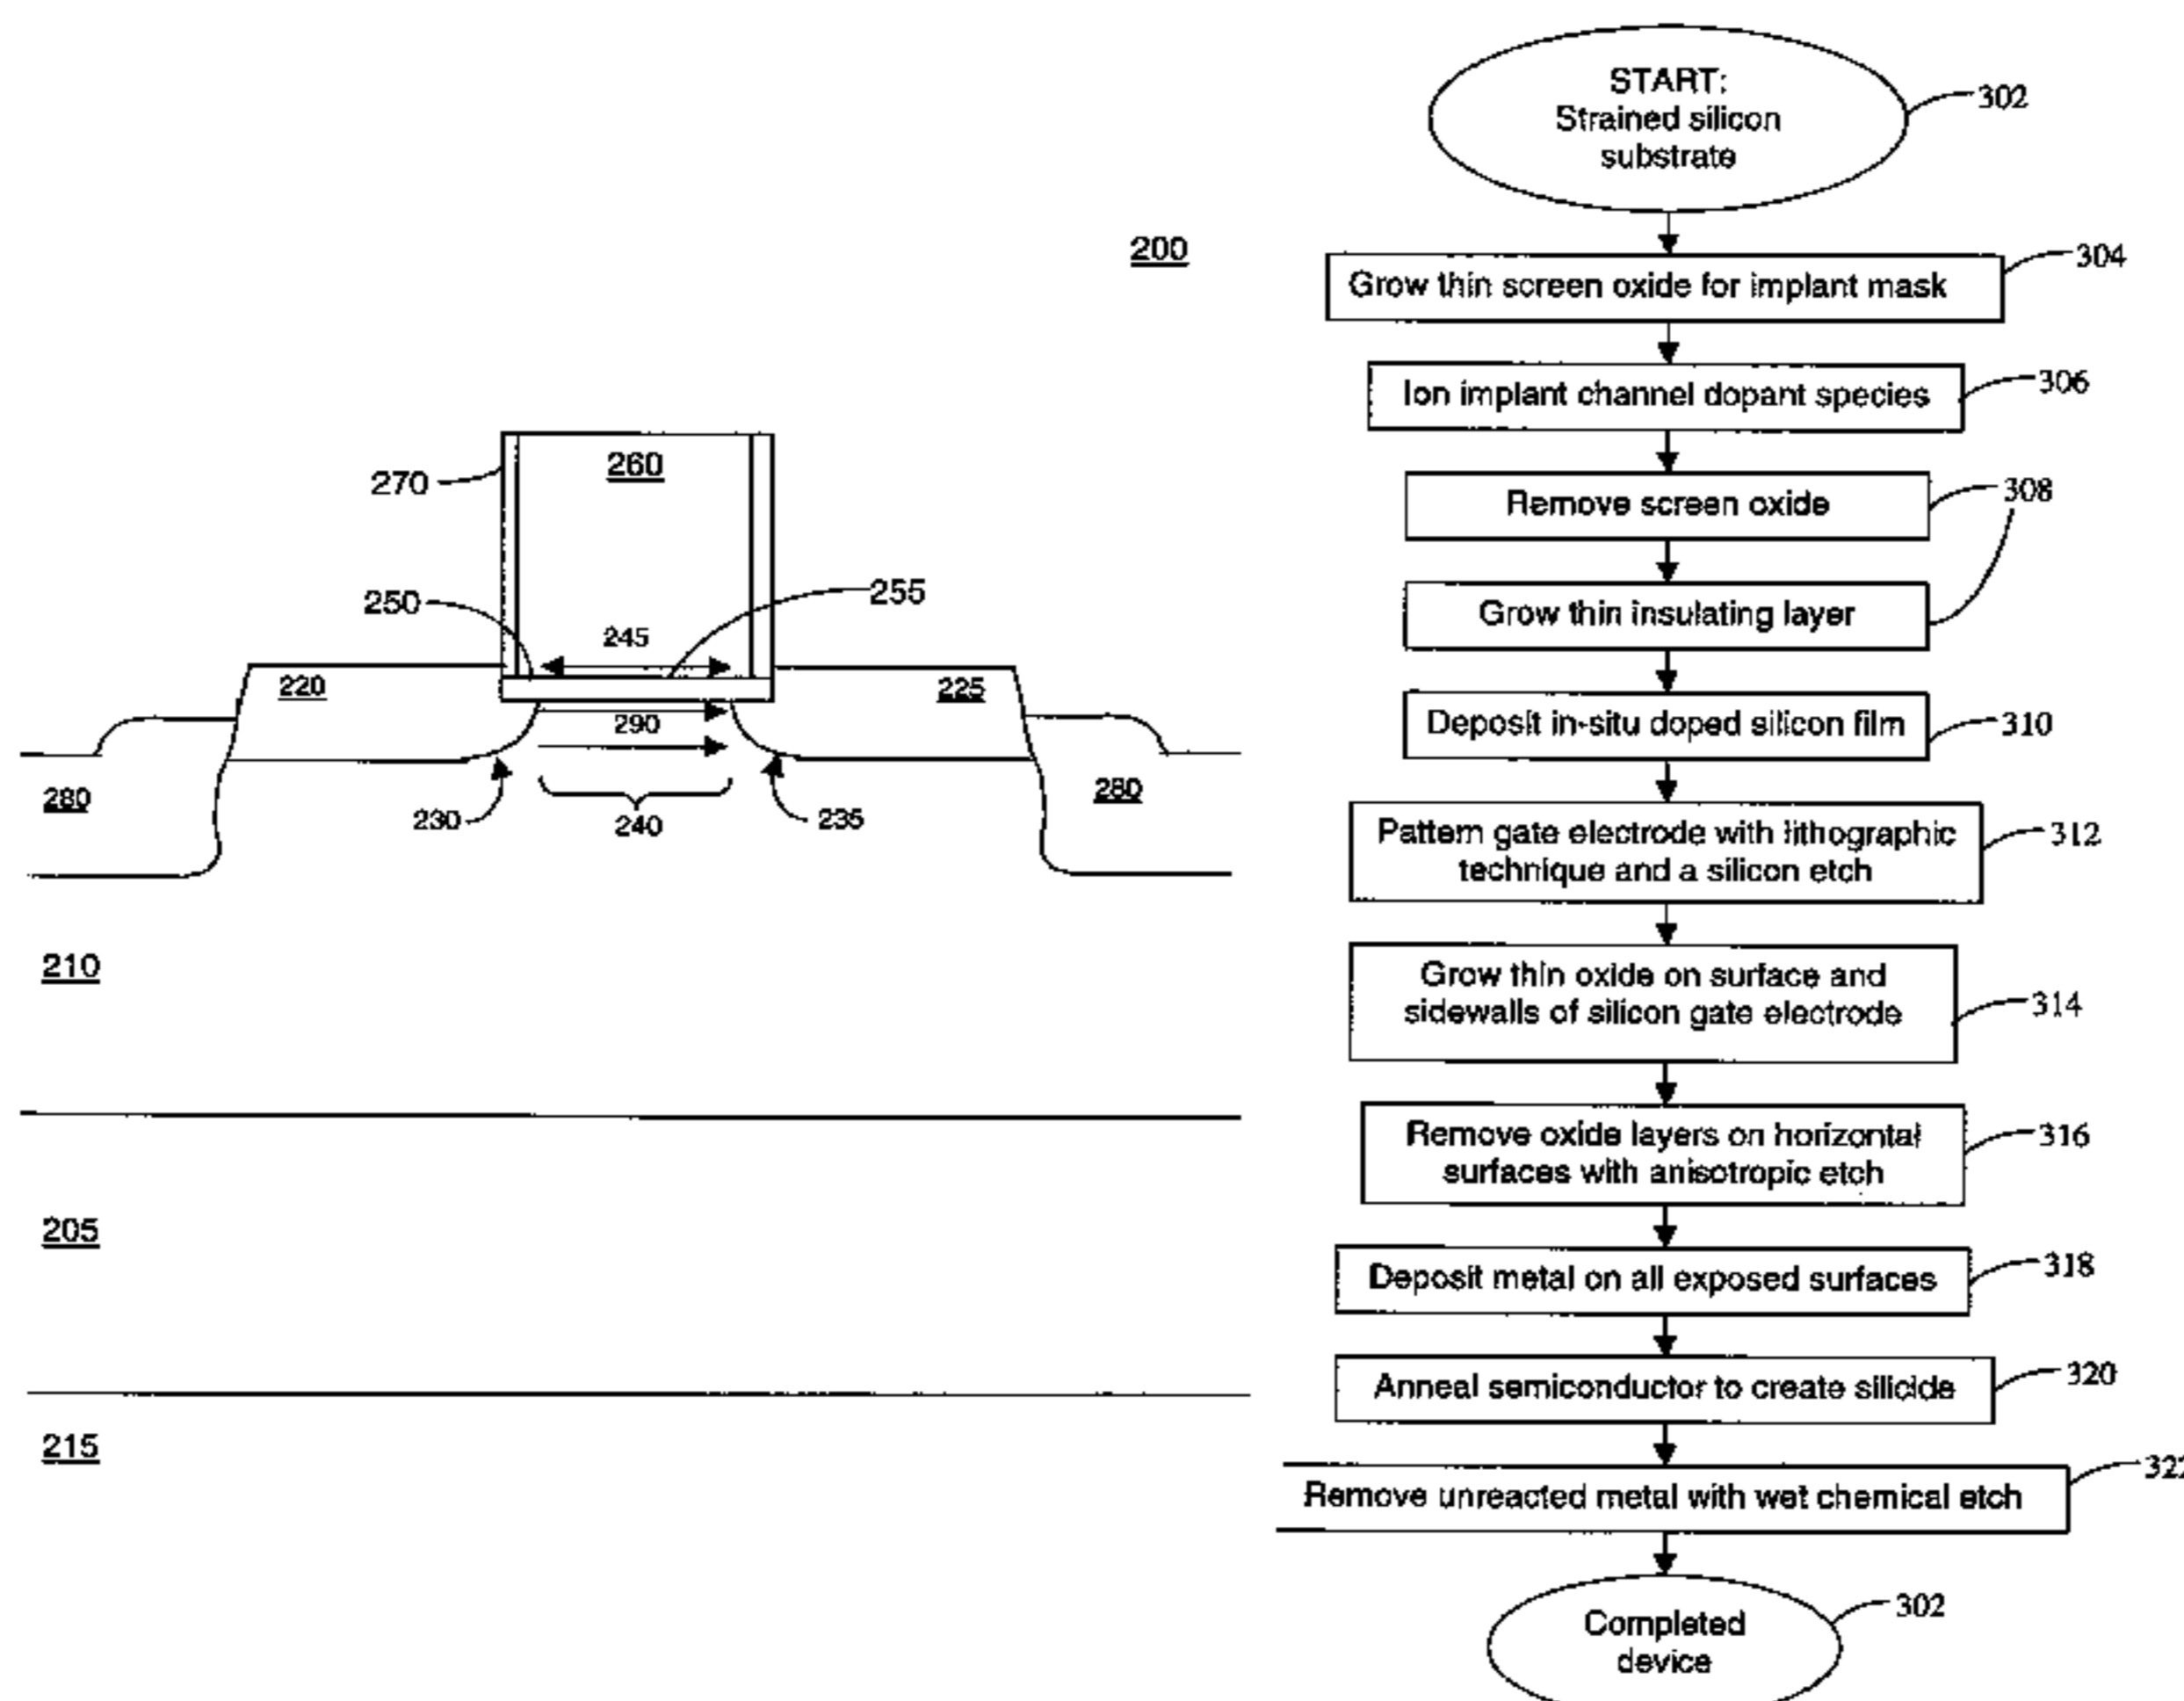 200
270
260
250
255
245
220
225
290
280
280
230
240
235
210
205
215
START:
Strained silicon
substrate
302
Grow thin screen oxide for implant mask
304
Ion implant channel dopant species
306
Remove screen oxide
308
Grow thin insulating layer
Deposit in-situ doped silicon film
310
Pattern gate electrode with lithographic
technique and a silicon etch
312
Grow thin oxide on surface and
sidewalls of silicon gate electrode
314
Remove oxide layers on horizontal
surfaces with anisotropic etch
316
Deposit metal on all exposed surfaces
318
Anneal semiconductor to create silicide
320
Remove unreacted metal with wet chemical etch
322
Completed
device
302